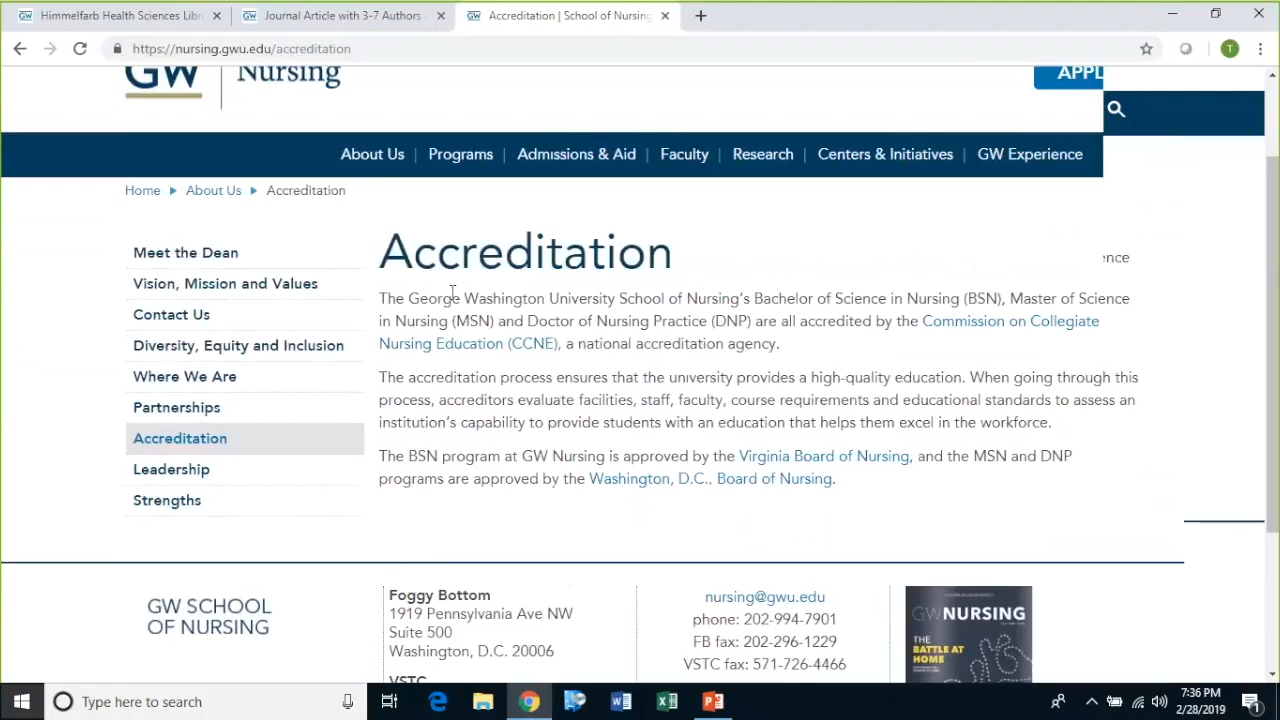 Himmelfarb Health Sciences Libr
Journal Article with 3-7 Authors -
Accreditation | School of Nursing
https://nursing.gwu.edu/accreditation
T
GW Nursing
APPL
About Us | Programs | Admissions & Aid | Faculty | Research | Centers & Initiatives | GW Experience
Home About Us Accreditation
Meet the Dean
Vision, Mission and Values
Contact Us
Diversity, Equity and Inclusion
Where We Are
Partnerships
Accreditation
Leadership
Strengths
Accreditation
The George Washington University School of Nursing's Bachelor of Science in Nursing (BSN), Master of Science
in Nursing (MSN) and Doctor of Nursing Practice (DNP) are all accredited by the Commission on Collegiate
Nursing Education (CCNE), a national accreditation agency.
The accreditation process ensures that the university provides a high-quality education. When going through this
process, accreditors evaluate facilities, staff, faculty, course requirements and educational standards to assess an
institution's capability to provide students with an education that helps them excel in the workforce.
The BSN program at GW Nursing is approved by the Virginia Board of Nursing, and the MSN and DNP
programs are approved by the Washington, D.C., Board of Nursing.
ence
GW SCHOOL
OF NURSING
Foggy Bottom
1919 Pennsylvania Ave NW
Suite 500
Washington, D.C. 20006
VSTC
nursing@gwu.edu
phone: 202-994-7901
FB fax: 202-296-1229
VSTC fax: 571-726-4466
GWNURSING
THE
BATTLE AT
HOME
Type here to search
7:36 PM
2/28/2019
1